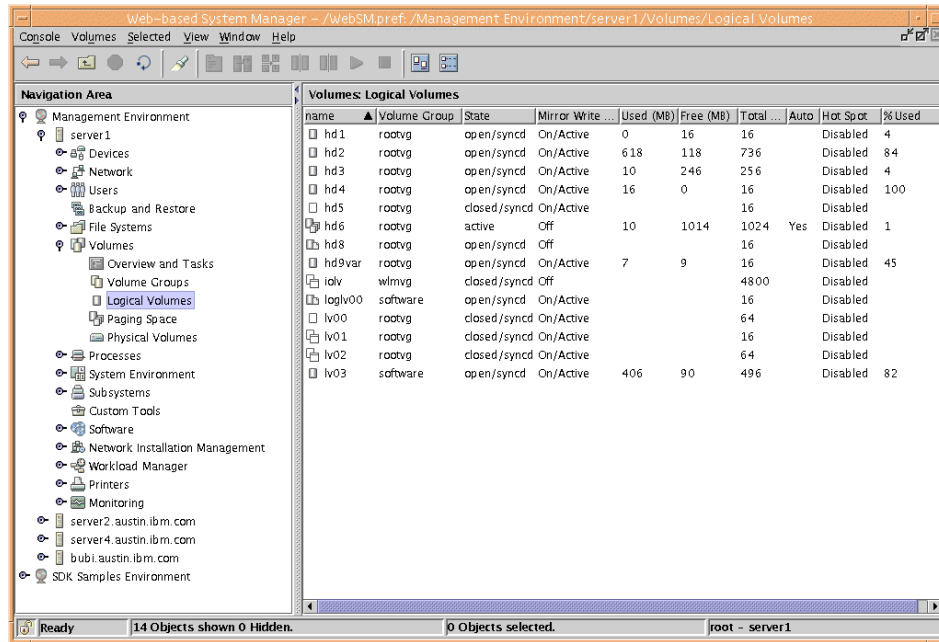 Web-based System Manager - /WebSM.pref: /Management Environment/server1/Volumes/Logical Volumes
Console Volumes Selected View Window Help
Navigation Area
Management Environment
server1
Devices
Network
Users
Backup and Restore
File Systems
Volumes
Overview and Tasks
Volume Groups
Logical Volumes
Paging Space
Physical Volumes
Processes
System Environment
Subsystems
Custom Tools
Software
Network Installation Management
Workload Manager
Printers
Monitoring
server2.austin.ibm.com
server4.austin.ibm.com
bubi.austin.ibm.com
SDK Samples Environment
Volumes: Logical Volumes
name Volume Group State Mirror Write ... Used (MB) Free (MB) Total ... Auto Hot Spot % Used
hd1 rootvg open/syncd On/Active 0 16 16 Disabled 4
hd2 rootvg open/syncd On/Active 618 118 736 Disabled 84
hd3 rootvg open/syncd On/Active 10 246 256 Disabled 4
hd4 rootvg open/syncd On/Active 16 0 16 Disabled 100
hd5 rootvg closed/syncd On/Active 16 Disabled
hd6 rootvg active Off 10 1014 1024 Yes Disabled 1
hd8 rootvg open/syncd Off 16 Disabled
hd9var rootvg open/syncd On/Active 7 9 16 Disabled 45
iolv wlmvg closed/syncd Off 4800 Disabled
loglv00 software open/syncd On/Active 16 Disabled
lv00 rootvg closed/syncd On/Active 64 Disabled
lv01 rootvg closed/syncd On/Active 16 Disabled
lv02 rootvg closed/syncd On/Active 64 Disabled
lv03 software open/syncd On/Active 406 90 496 Disabled 82
Ready 14 Objects shown 0 Hidden. 0 Objects selected. root - server1